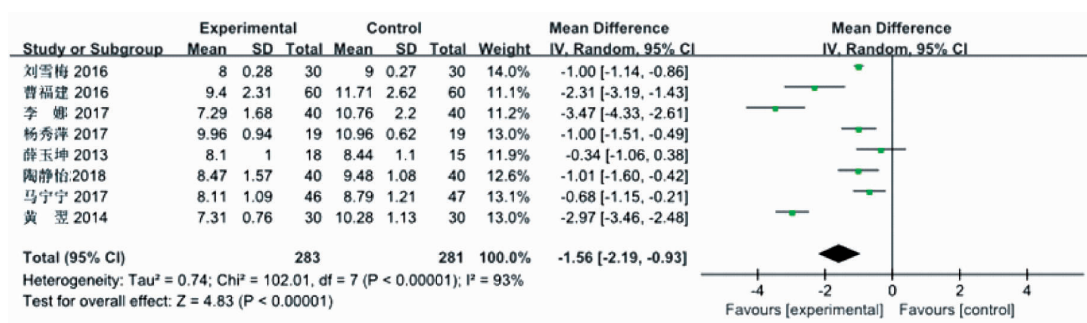 Experimental Control Mean Difference Mean Difference
Study or Subgroup Mean SD Total Mean SD Total Weight IV, Random, 95% CI IV, Random, 95% CI
刘雪梅 2016 8 0.28 30 9 0.27 30 14.0% -1.00 [-1.14, -0.86]
曹福建 2016 9.4 2.31 60 11.71 2.62 60 11.1% -2.31 [-3.19, -1.43]
李 娜 2017 7.29 1.68 40 10.76 2.2 40 11.2% -3.47 [-4.33, -2.61]
杨秀萍 2017 9.96 0.94 19 10.96 0.62 19 13.0% -1.00 [-1.51, -0.49]
薛玉坤 2013 8.1 1 18 8.44 1.1 15 11.9% -0.34 [-1.06, 0.38]
陶静怡 2018 8.47 1.57 40 9.48 1.08 40 12.6% -1.01 [-1.60, -0.42]
马宁宁 2017 8.11 1.09 46 8.79 1.21 47 13.1% -0.68 [-1.15, -0.21]
黄 翌 2014 7.31 0.76 30 10.28 1.13 30 13.0% -2.97 [-3.46, -2.48]
Total (95% CI) 283 281 100.0% -1.56 [-2.19, -0.93]
Heterogeneity: Tau² = 0.74; Chi² = 102.01, df = 7 (P < 0.00001); I² = 93%
Test for overall effect: Z = 4.83 (P < 0.00001)
-4 -2 0 2 4
Favours [experimental] Favours [control]